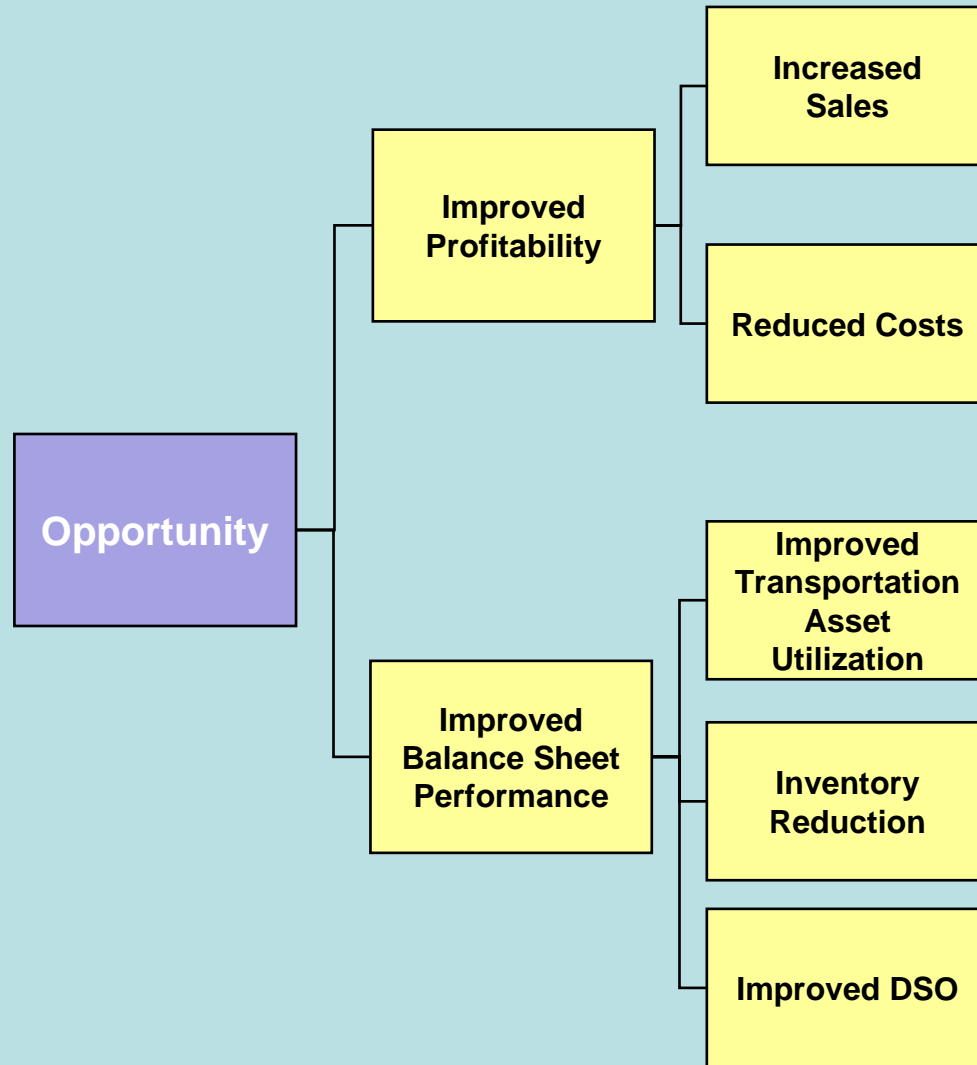 Increased
Sales
Improved
Profitability
Reduced Costs
Opportunity
Improved
Transportation
Asset
Utilization
Improved
Balance Sheet
Performance
Inventory
Reduction
Improved DSO